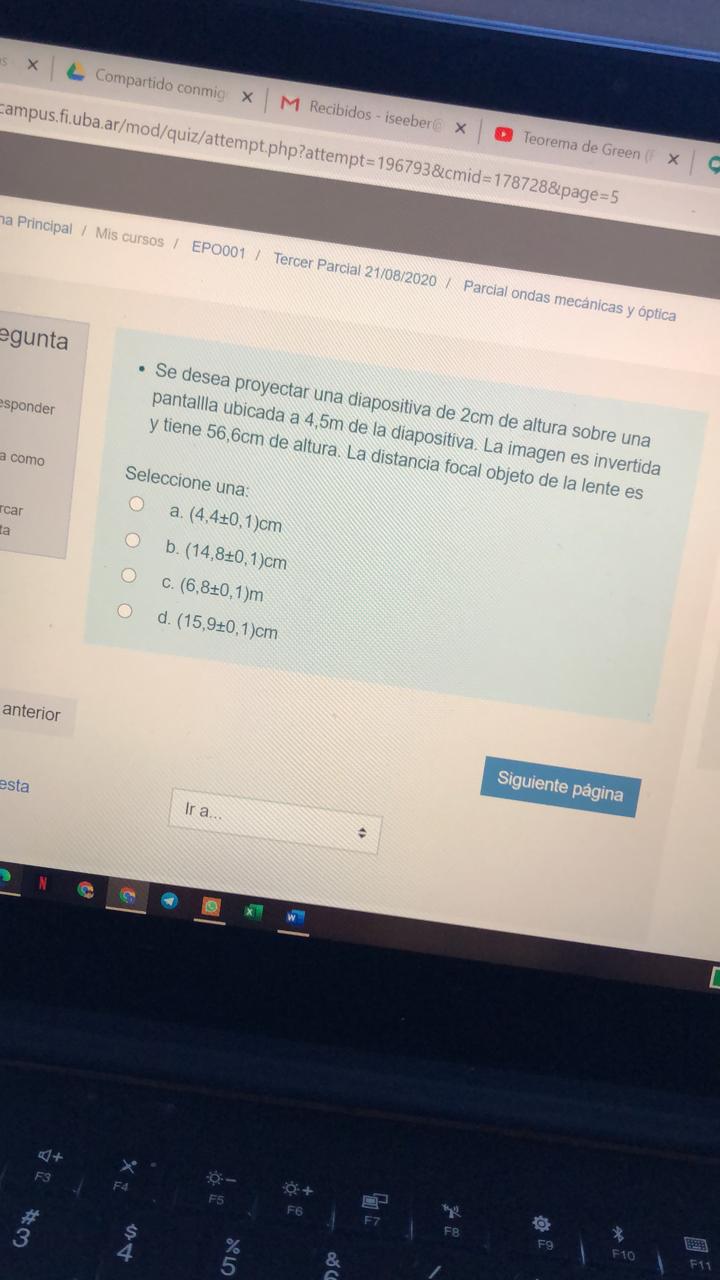 Compartido conmig
Recibidos - iseeber@
Teorema de Green (F
campus.fi.uba.ar/mod/quiz/attempt.php?attempt=196793&cmid=178728&page=5
na Principal / Mis cursos / EPO001 / Tercer Parcial 21/08/2020 / Parcial ondas mecánicas y óptica
egunta
esponder
a como
rcar
ta
• Se desea proyectar una diapositiva de 2cm de altura sobre una
pantallla ubicada a 4,5m de la diapositiva. La imagen es invertida
y tiene 56,6cm de altura. La distancia focal objeto de la lente es
Seleccione una:
a. (4,4±0,1)cm
b. (14,8±0,1)cm
c. (6,8±0,1)m
d. (15,9±0,1)cm
anterior
Siguiente página
esta
Ir a...
F3
F4
F5
F6
F7
F8
F9
F10
F11
#
3
$
4
%
5
&
6
/